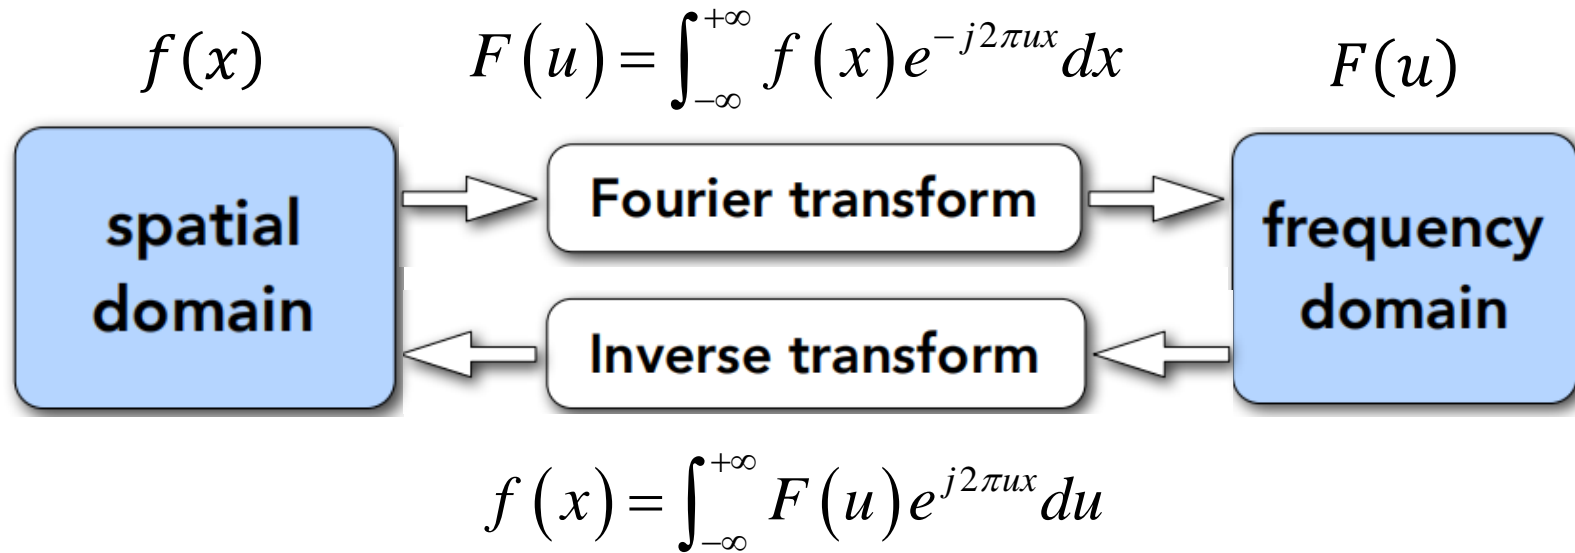 f(x)
F(u) = ∫_{-∞}^{+∞} f(x) e^{-j2πux} dx
F(u)
spatial
domain
Fourier transform
frequency
domain
Inverse transform
f(x) = ∫_{-∞}^{+∞} F(u) e^{j2πux} du